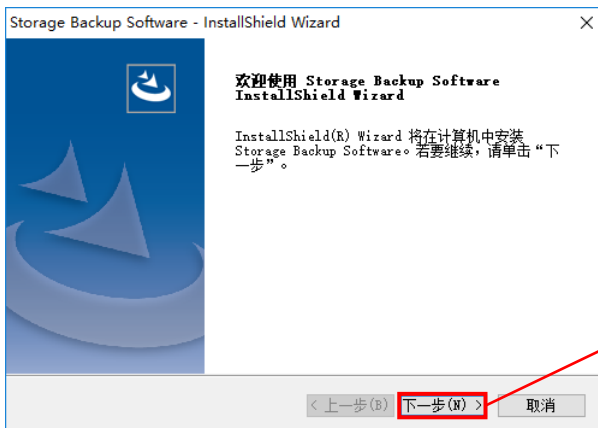 Storage Backup Software - InstallShield Wizard
欢迎使用 Storage Backup Software
InstallShield Wizard
InstallShield(R) Wizard 将在计算机中安装
Storage Backup Software。若要继续，请单击“下
一步”。
< 上一步(B)
下一步(N) >
取消